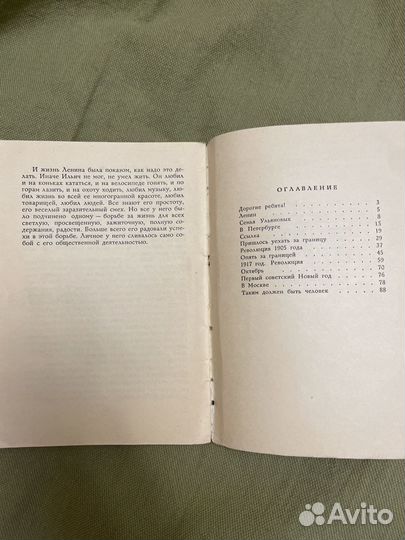 И жизнь Ленина была показом, как надо это де-
лать. Иначе Ильич не мог, не умел жить. Он любил
и на коньках кататься, и на велосипеде гонять, и по
горам лазить, и на охоту ходить, любил музыку, лю-
бил жизнь во всей ее многогранной красоте, любил
товарищей, любил людей. Все знают его простоту,
его веселый заразительный смех. Но все у него бы-
ло подчинено одному — борьбе за жизнь для всех
светлую, просвещенную, зажиточную, полную со-
держания, радости. Больше всего его радовали успе-
хи в этой борьбе. Личное у него сливалось само со-
бой с его общественной деятельностью.
ОГЛАВЛЕНИЕ
Дорогие ребята! 3
Ленин 5
Семья Ульяновых 8
В Петербурге 15
Ссылка 19
Пришлось уехать за границу 29
Революция 1905 года 37
Опять за границей 45
1917 год. Революция 59
Октябрь 70
Первый советский Новый год 76
В Москве 78
Таким должен быть человек 88
Avito